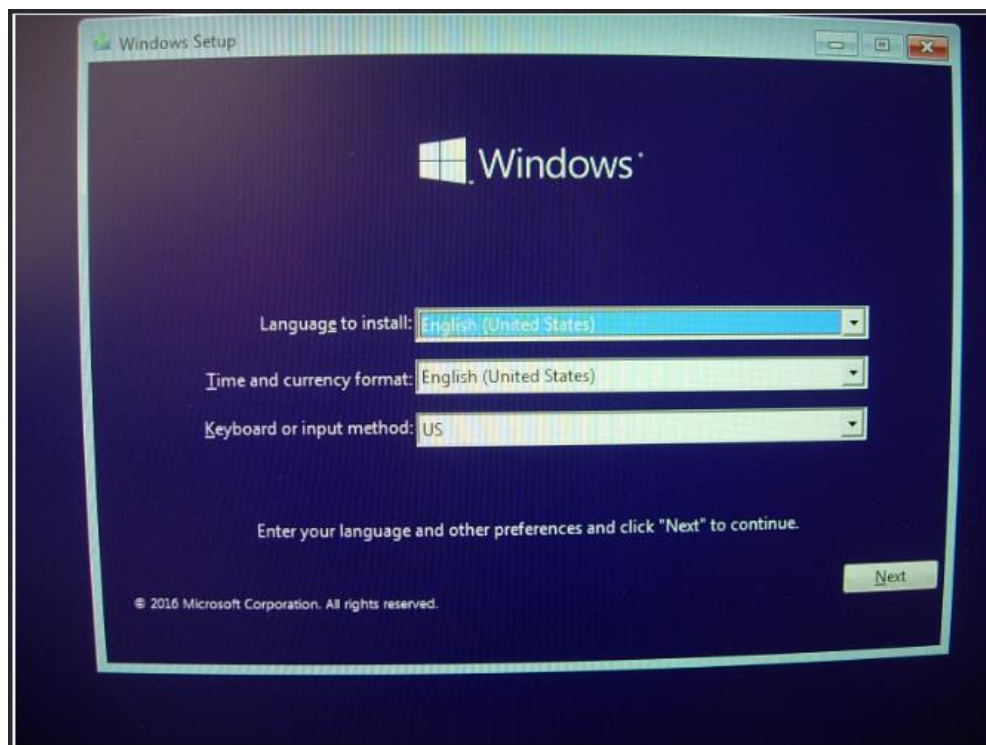 Windows Setup
Windows
Language to install: English (United States)
Time and currency format: English (United States)
Keyboard or input method: US
Enter your language and other preferences and click "Next" to continue.
Next
© 2016 Microsoft Corporation. All rights reserved.